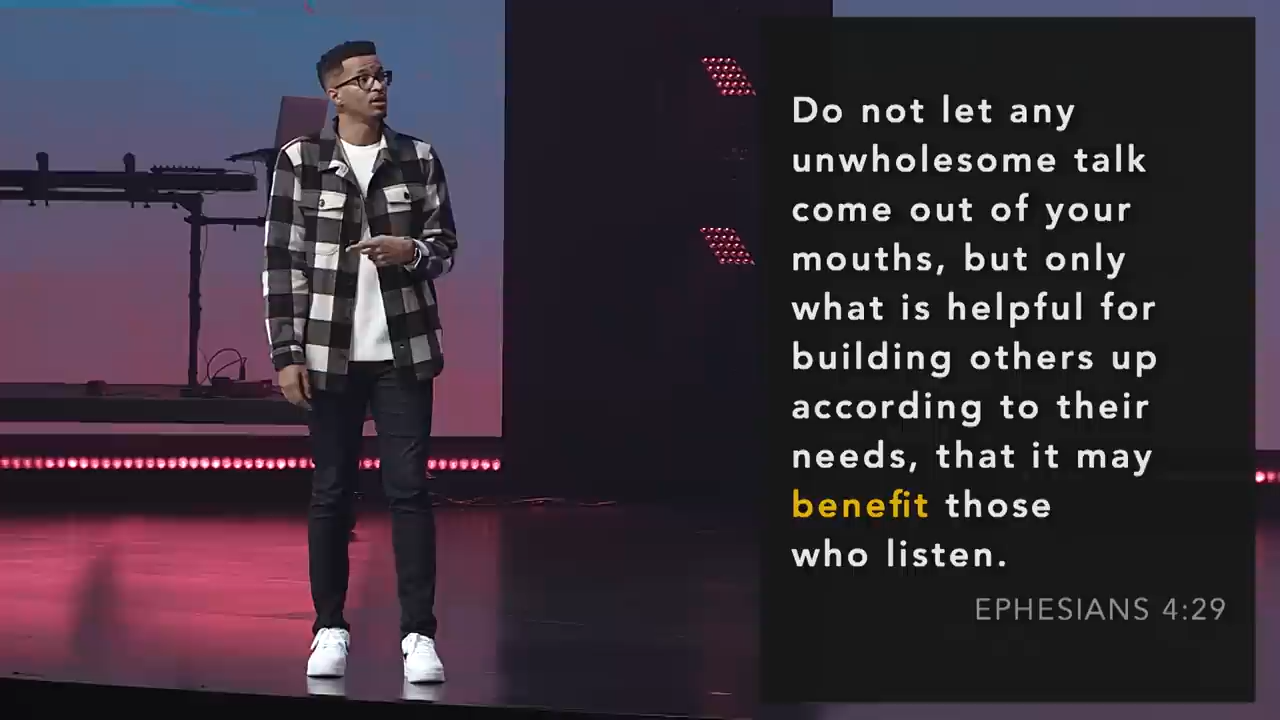 Do not let any
unwholesome talk
come out of your
mouths, but only
what is helpful for
building others up
according to their
needs, that it may
benefit those
who listen.
EPHESIANS 4:29